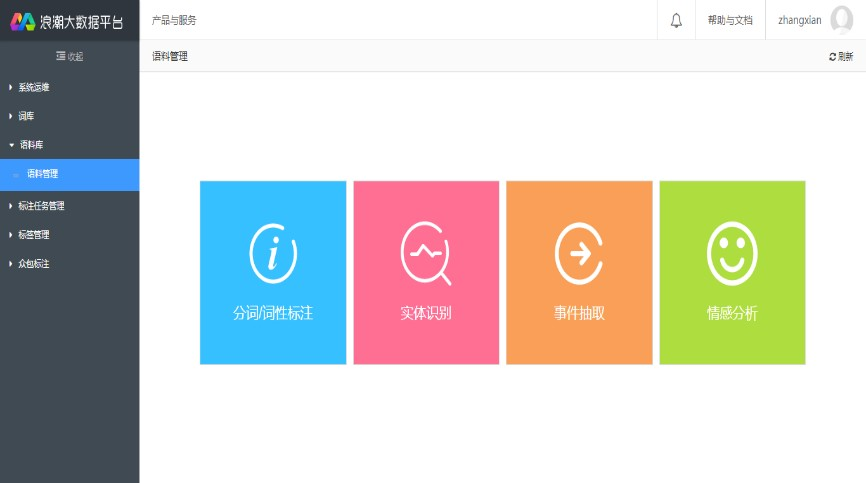 浪潮大数据平台
产品与服务
帮助与文档
zhangxian
收起
语料管理
刷新
系统运维
词库
语料库
语料管理
标注任务管理
标签管理
众包标注
分词/词性标注
实体识别
事件抽取
情感分析